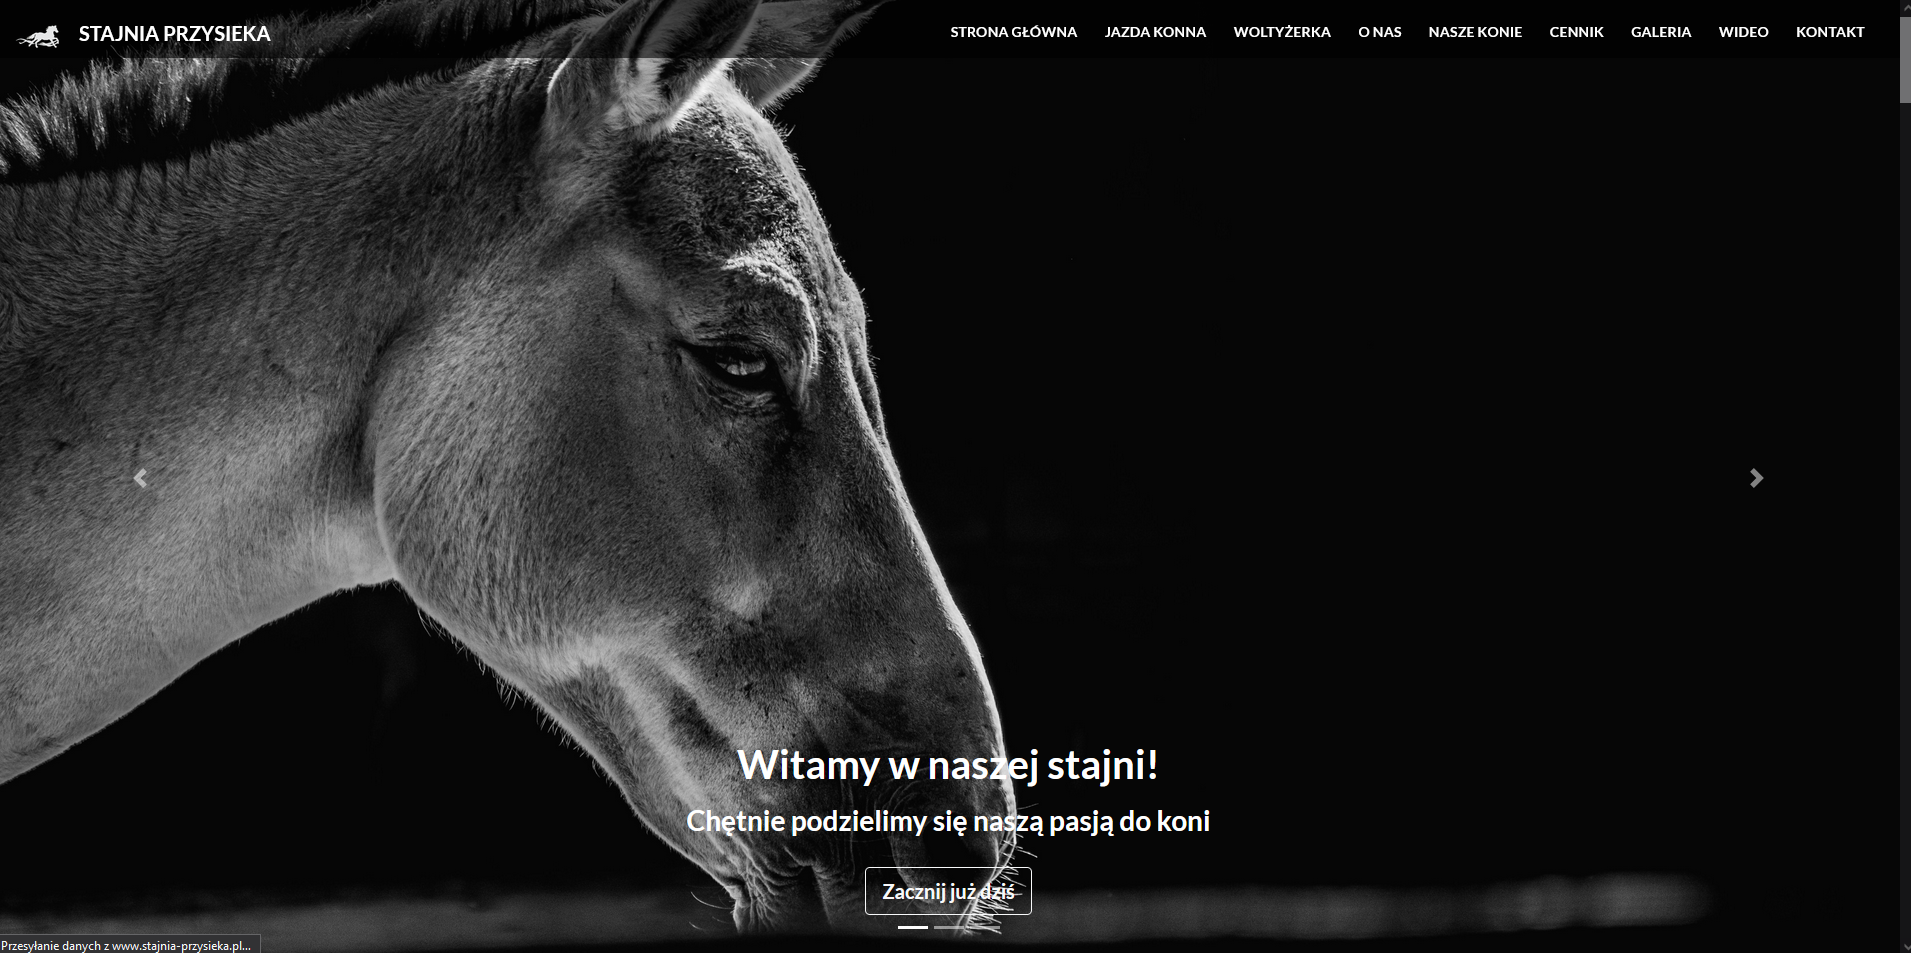 STAJNIA PRZYSIEKA
STRONA GŁÓWNA JAZDA KONNA WOLTYŻERKA O NAS NASZE KONIE CENNIK GALERIA WIDEO KONTAKT
Witamy w naszej stajni!
Chętnie podzielimy się naszą pasją do koni
Zacznij już dziś
Przesyłanie danych z www.stajnia-przysieka.pl...